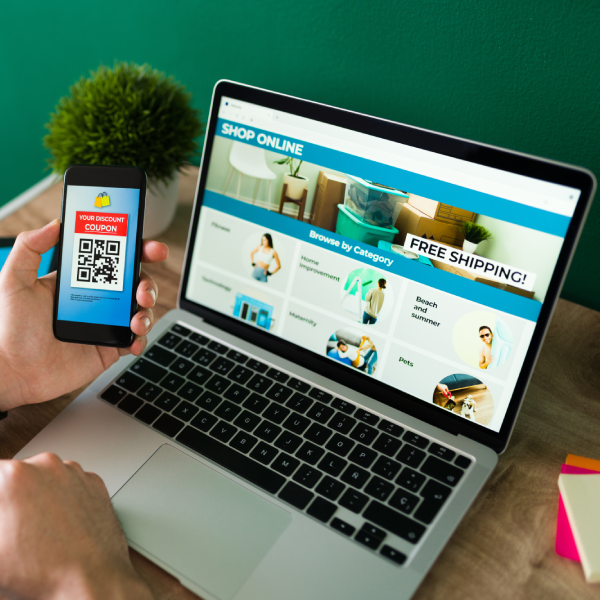 YOUR DISCOUNT
COUPON
SHOP ONLINE
Browse by Category
FREE SHIPPING!
Fitness
Home
improvement
Beach
and
summer
Technology
Maternity
Pets